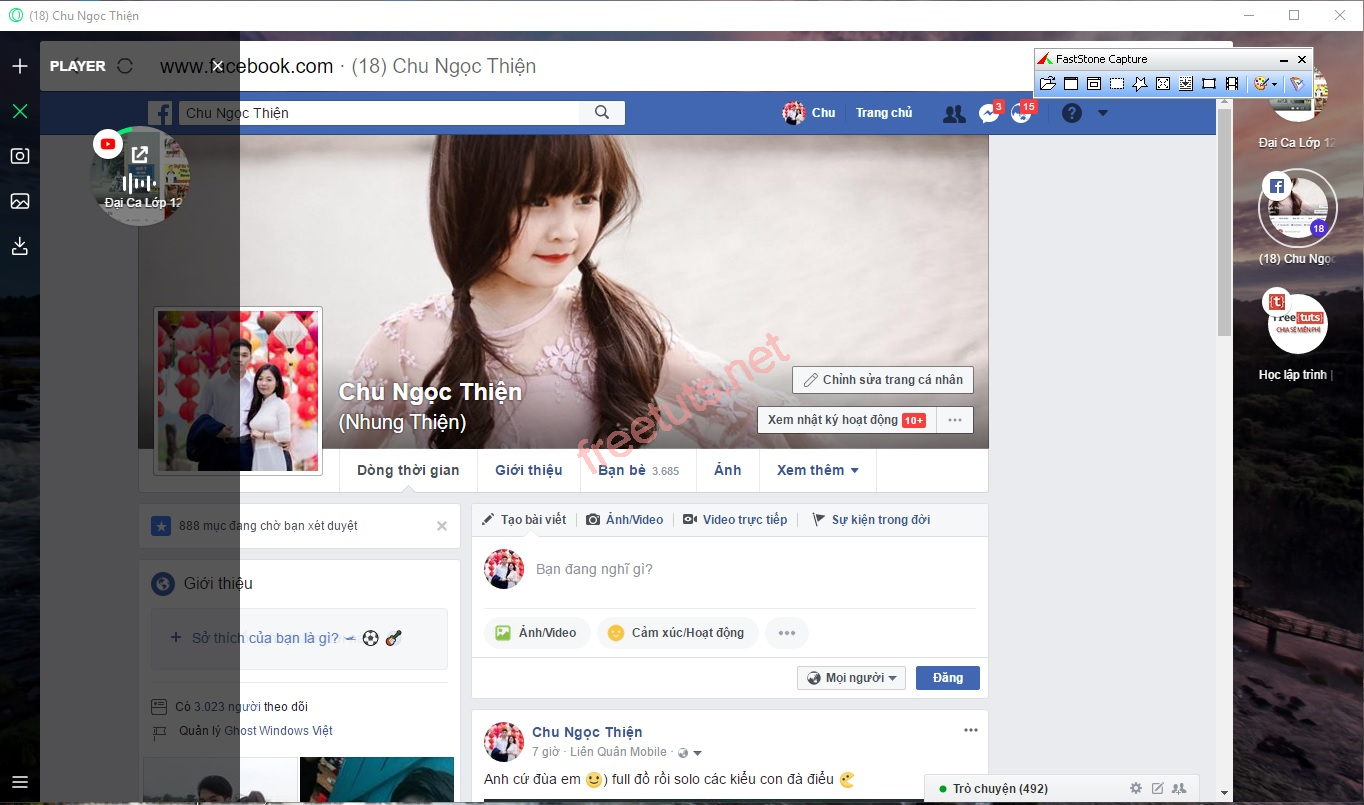 (18) Chu Ngọc Thiện
FastStone Capture
PLAYER
www.facebook.com · (18) Chu Ngọc Thiện
Chu Ngọc Thiện
Chu
Trang chủ
3
15
Đại Ca Lớp 12
Đại Ca Lớp 12
18
(18) Chu Ngọc
freetuts
CHIA SẺ MIỄN PHÍ
Học lập trình |
Chu Ngọc Thiện
(Nhung Thiện)
Chỉnh sửa trang cá nhân
Xem nhật ký hoạt động 10+
freetuts.net
Dòng thời gian
Giới thiệu
Bạn bè 3.685
Ảnh
Xem thêm
888 mục đang chờ bạn xét duyệt
Tạo bài viết
Ảnh/Video
Video trực tiếp
Sự kiện trong đời
Bạn đang nghĩ gì?
Giới thiệu
+ Sở thích của bạn là gì?
Ảnh/Video
Cảm xúc/Hoạt động
Mọi người
Đăng
Có 3.023 người theo dõi
Quản lý Ghost Windows Việt
Chu Ngọc Thiện
7 giờ · Liên Quân Mobile ·
Anh cứ đùa em 🙂) full đồ rồi solo các kiểu con đà điểu
Trò chuyện (492)